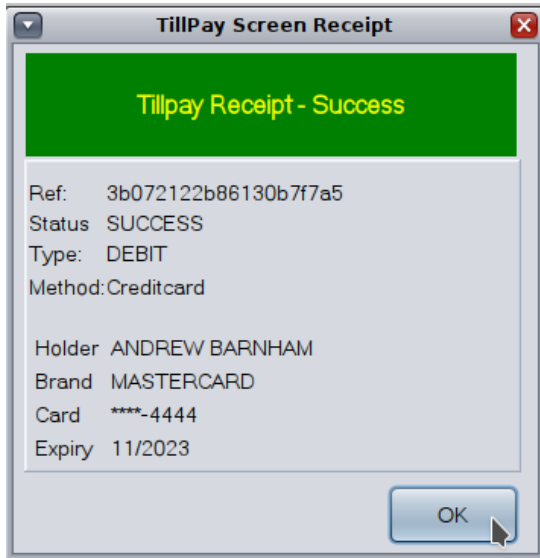 TillPay Screen Receipt
Tillpay Receipt - Success
Ref: 3b072122b86130b7f7a5
Status SUCCESS
Type: DEBIT
Method:Creditcard
Holder ANDREW BARNHAM
Brand MASTERCARD
Card ****-4444
Expiry 11/2023
OK